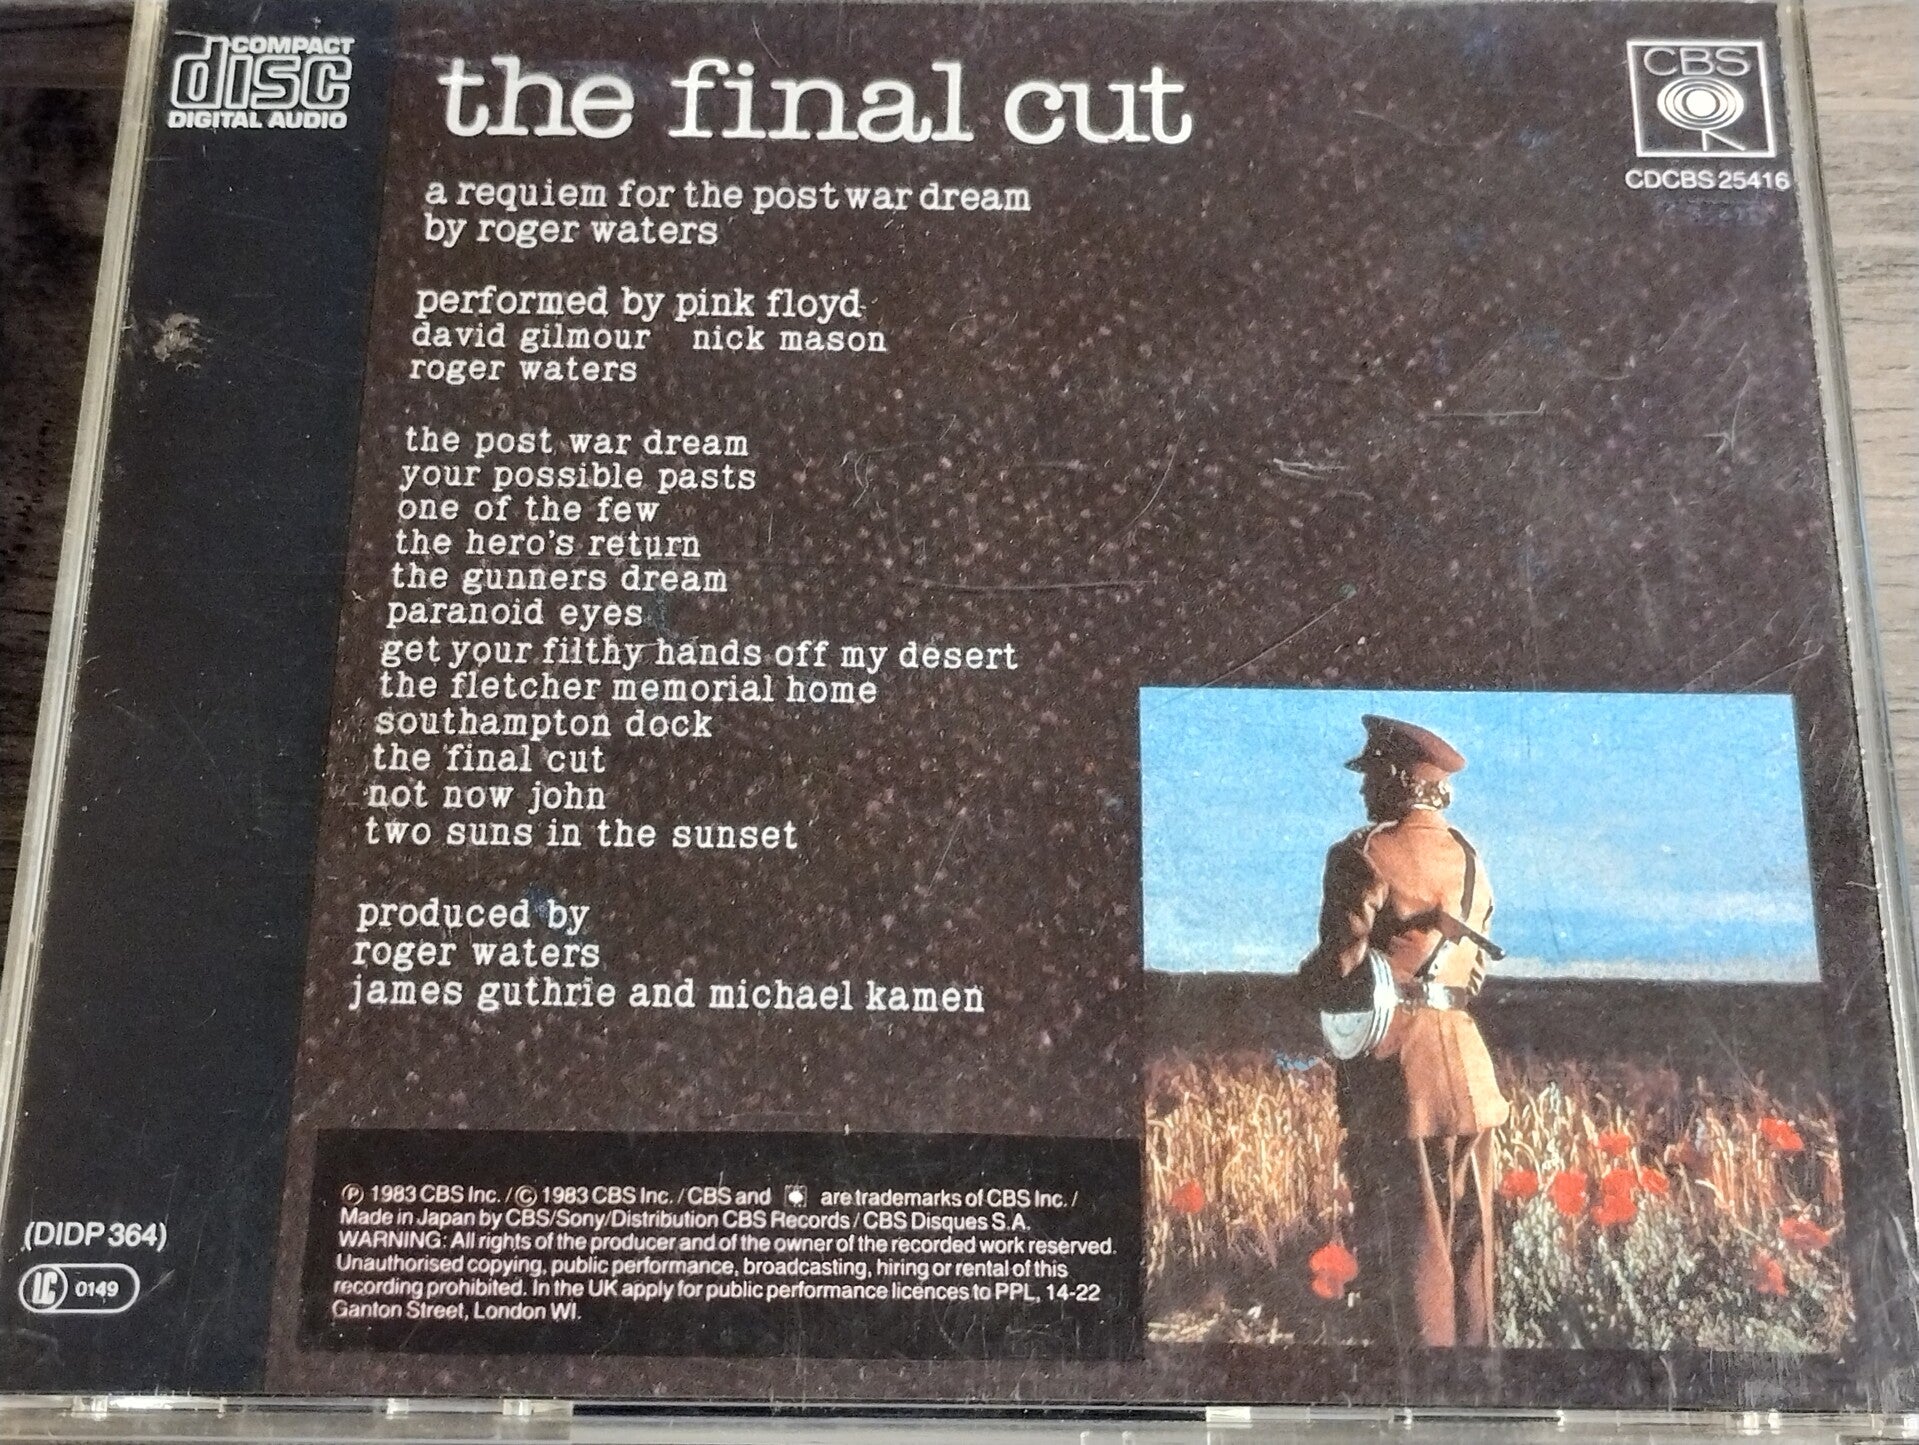 COMPACT
disc
DIGITAL AUDIO
the final cut
CBS
CDCBS 25416
a requiem for the post war dream
by roger waters
performed by pink floyd
david gilmour nick mason
roger waters
the post war dream
your possible pasts
one of the few
the hero's return
the gunners dream
paranoid eyes
get your filthy hands off my desert
the fletcher memorial home
southampton dock
the final cut
not now john
two suns in the sunset
produced by
roger waters
james guthrie and michael kamen
(DIDP 364)
LC 0149
℗ 1983 CBS Inc. / © 1983 CBS Inc. / CBS and are trademarks of CBS Inc. /
Made in Japan by CBS/Sony/Distribution CBS Records / CBS Disques S.A.
WARNING: All rights of the producer and of the owner of the recorded work reserved.
Unauthorised copying, public performance, broadcasting, hiring or rental of this
recording prohibited. In the UK apply for public performance licences to PPL, 14-22
Ganton Street, London WI.